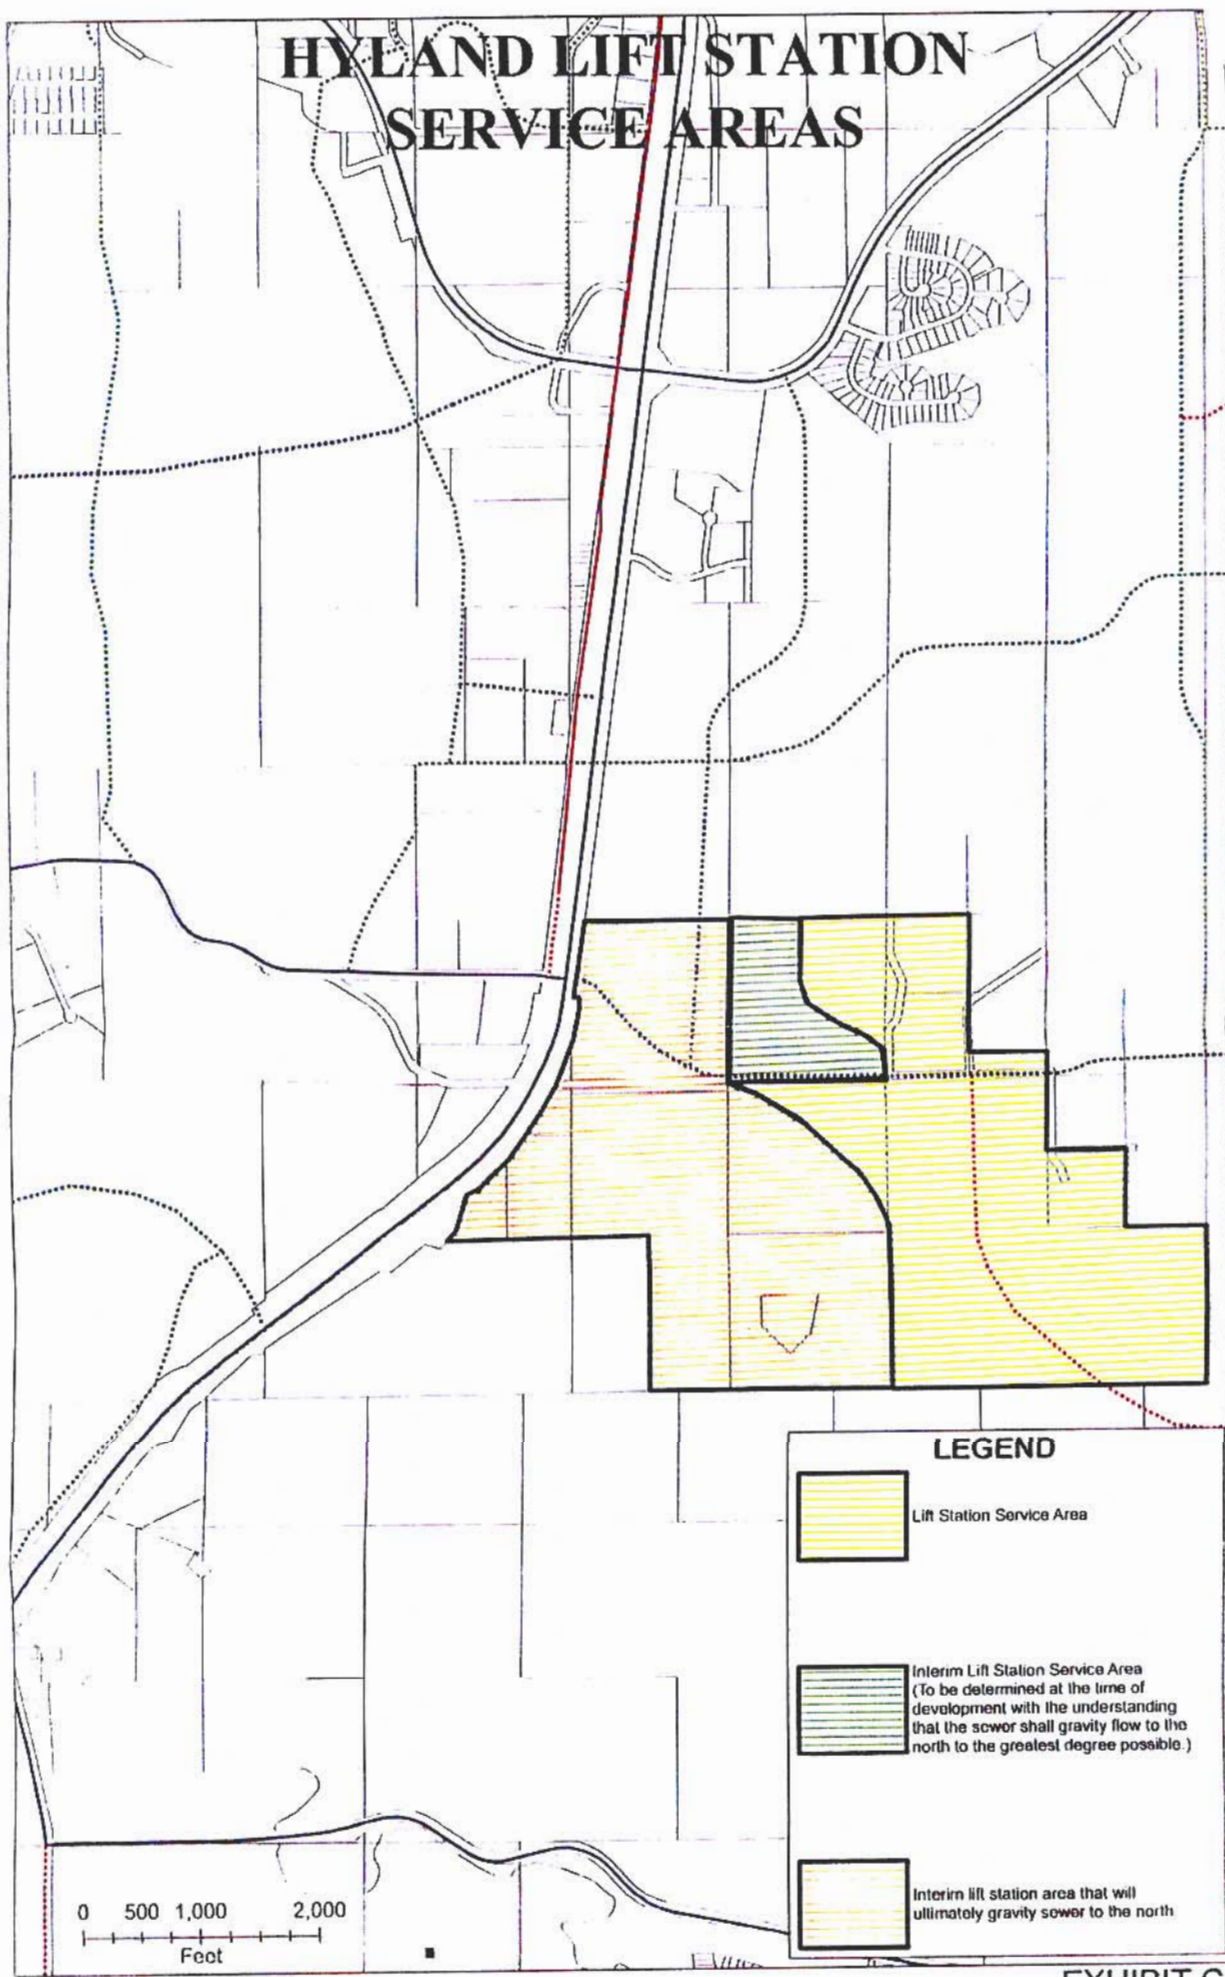 HYLAND LIFT STATION
SERVICE AREAS
LEGEND
Lift Station Service Area
Interim Lift Station Service Area
(To be determined at the time of
development with the understanding
that the sewer shall gravity flow to the
north to the greatest degree possible.)
Interim lift station area that will
ultimately gravity sewer to the north
0 500 1,000 2,000
Feet
EXHIBIT C